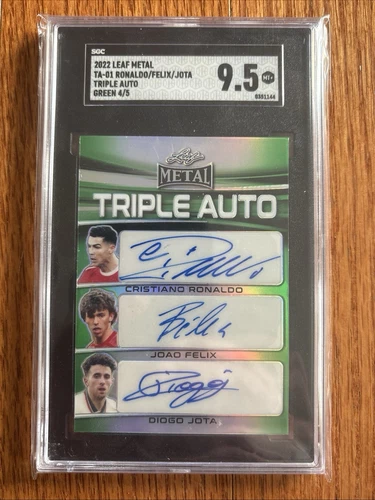 SGC
2022 LEAF METAL
TA-01 RONALDO/FELIX/JOTA
TRIPLE AUTO
GREEN 4/5
9.5 MT+
0881144
Leaf
METAL
TRIPLE AUTO
CRISTIANO RONALDO
JOAO FELIX
DIOGO JOTA